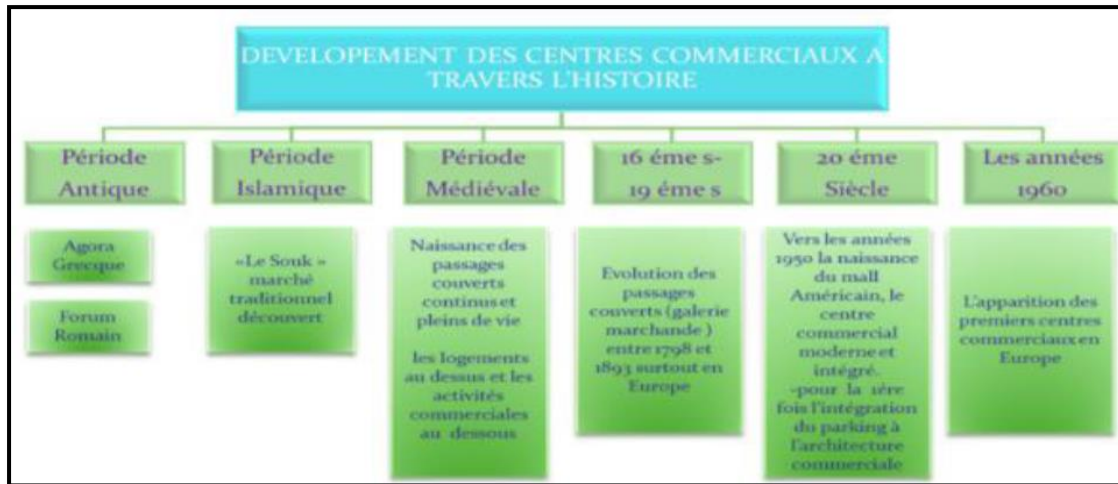 DEVELOPEMENT DES CENTRES COMMERCIAUX A
TRAVERS L'HISTOIRE
Période
Antique
Agora
Grecque
Forum
Romain
Période
Islamique
«Le Souk »
marché
traditionnel
découvert
Période
Médiévale
Naissance des
passages
couverts
continus et
pleins de vie
les logements
au dessus et les
activités
commerciales
au dessous
16 éme s-
19 éme s
Evolution des
passages
couverts (galerie
marchande )
entre 1798 et
1893 surtout en
Europe
20 éme
Siècle
Vers les années
1950 la naissance
du mall
Américain, le
centre
commercial
moderne et
intégré.
-pour la 1ère
fois l'intégration
du parking à
l'architecture
commerciale
Les années
1960
L'apparition des
premiers centres
commerciaux en
Europe